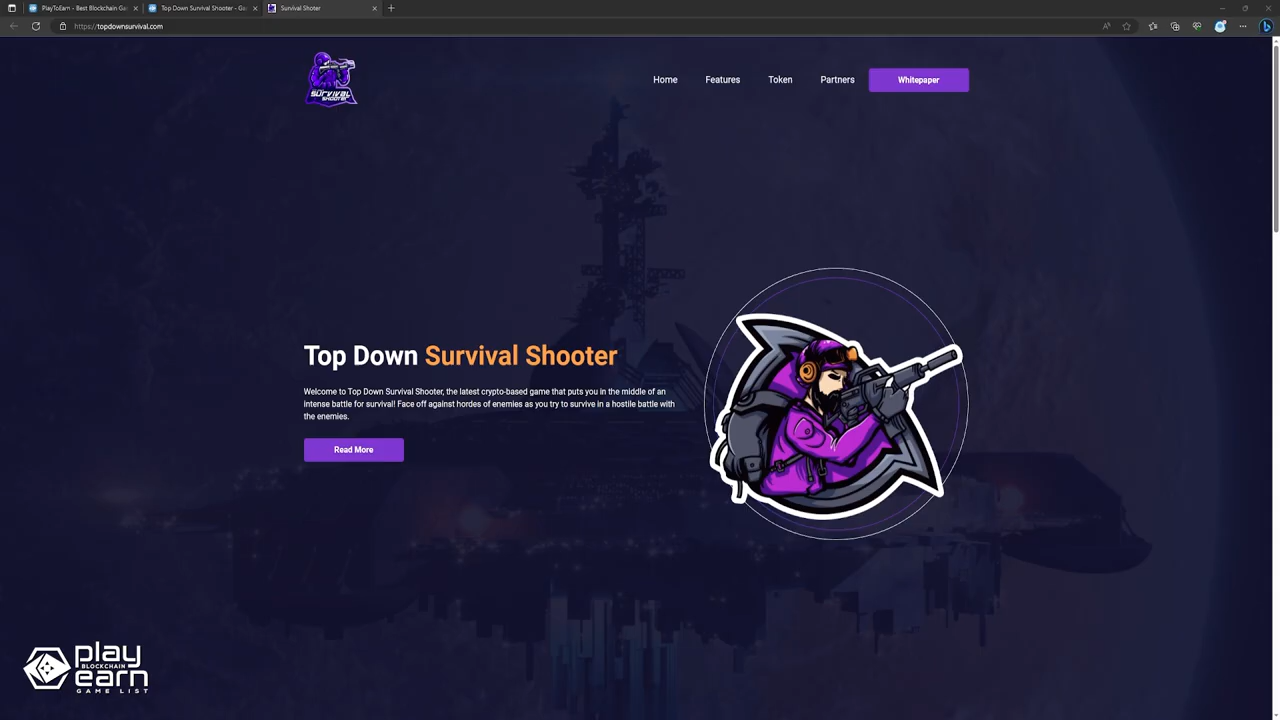 PlayToEarn - Best Blockchain Ga
Top Down Survival Shooter - Ga
Survival Shoter
https://topdownsurvival.com
SURVIVAL
SHOOTER
Home
Features
Token
Partners
Whitepaper
Top Down Survival Shooter
Welcome to Top Down Survival Shooter, the latest crypto-based game that puts you in the middle of an
intense battle for survival! Face off against hordes of enemies as you try to survive in a hostile battle with
the enemies.
Read More
play
BLOCKCHAIN
earn
GAME LIST